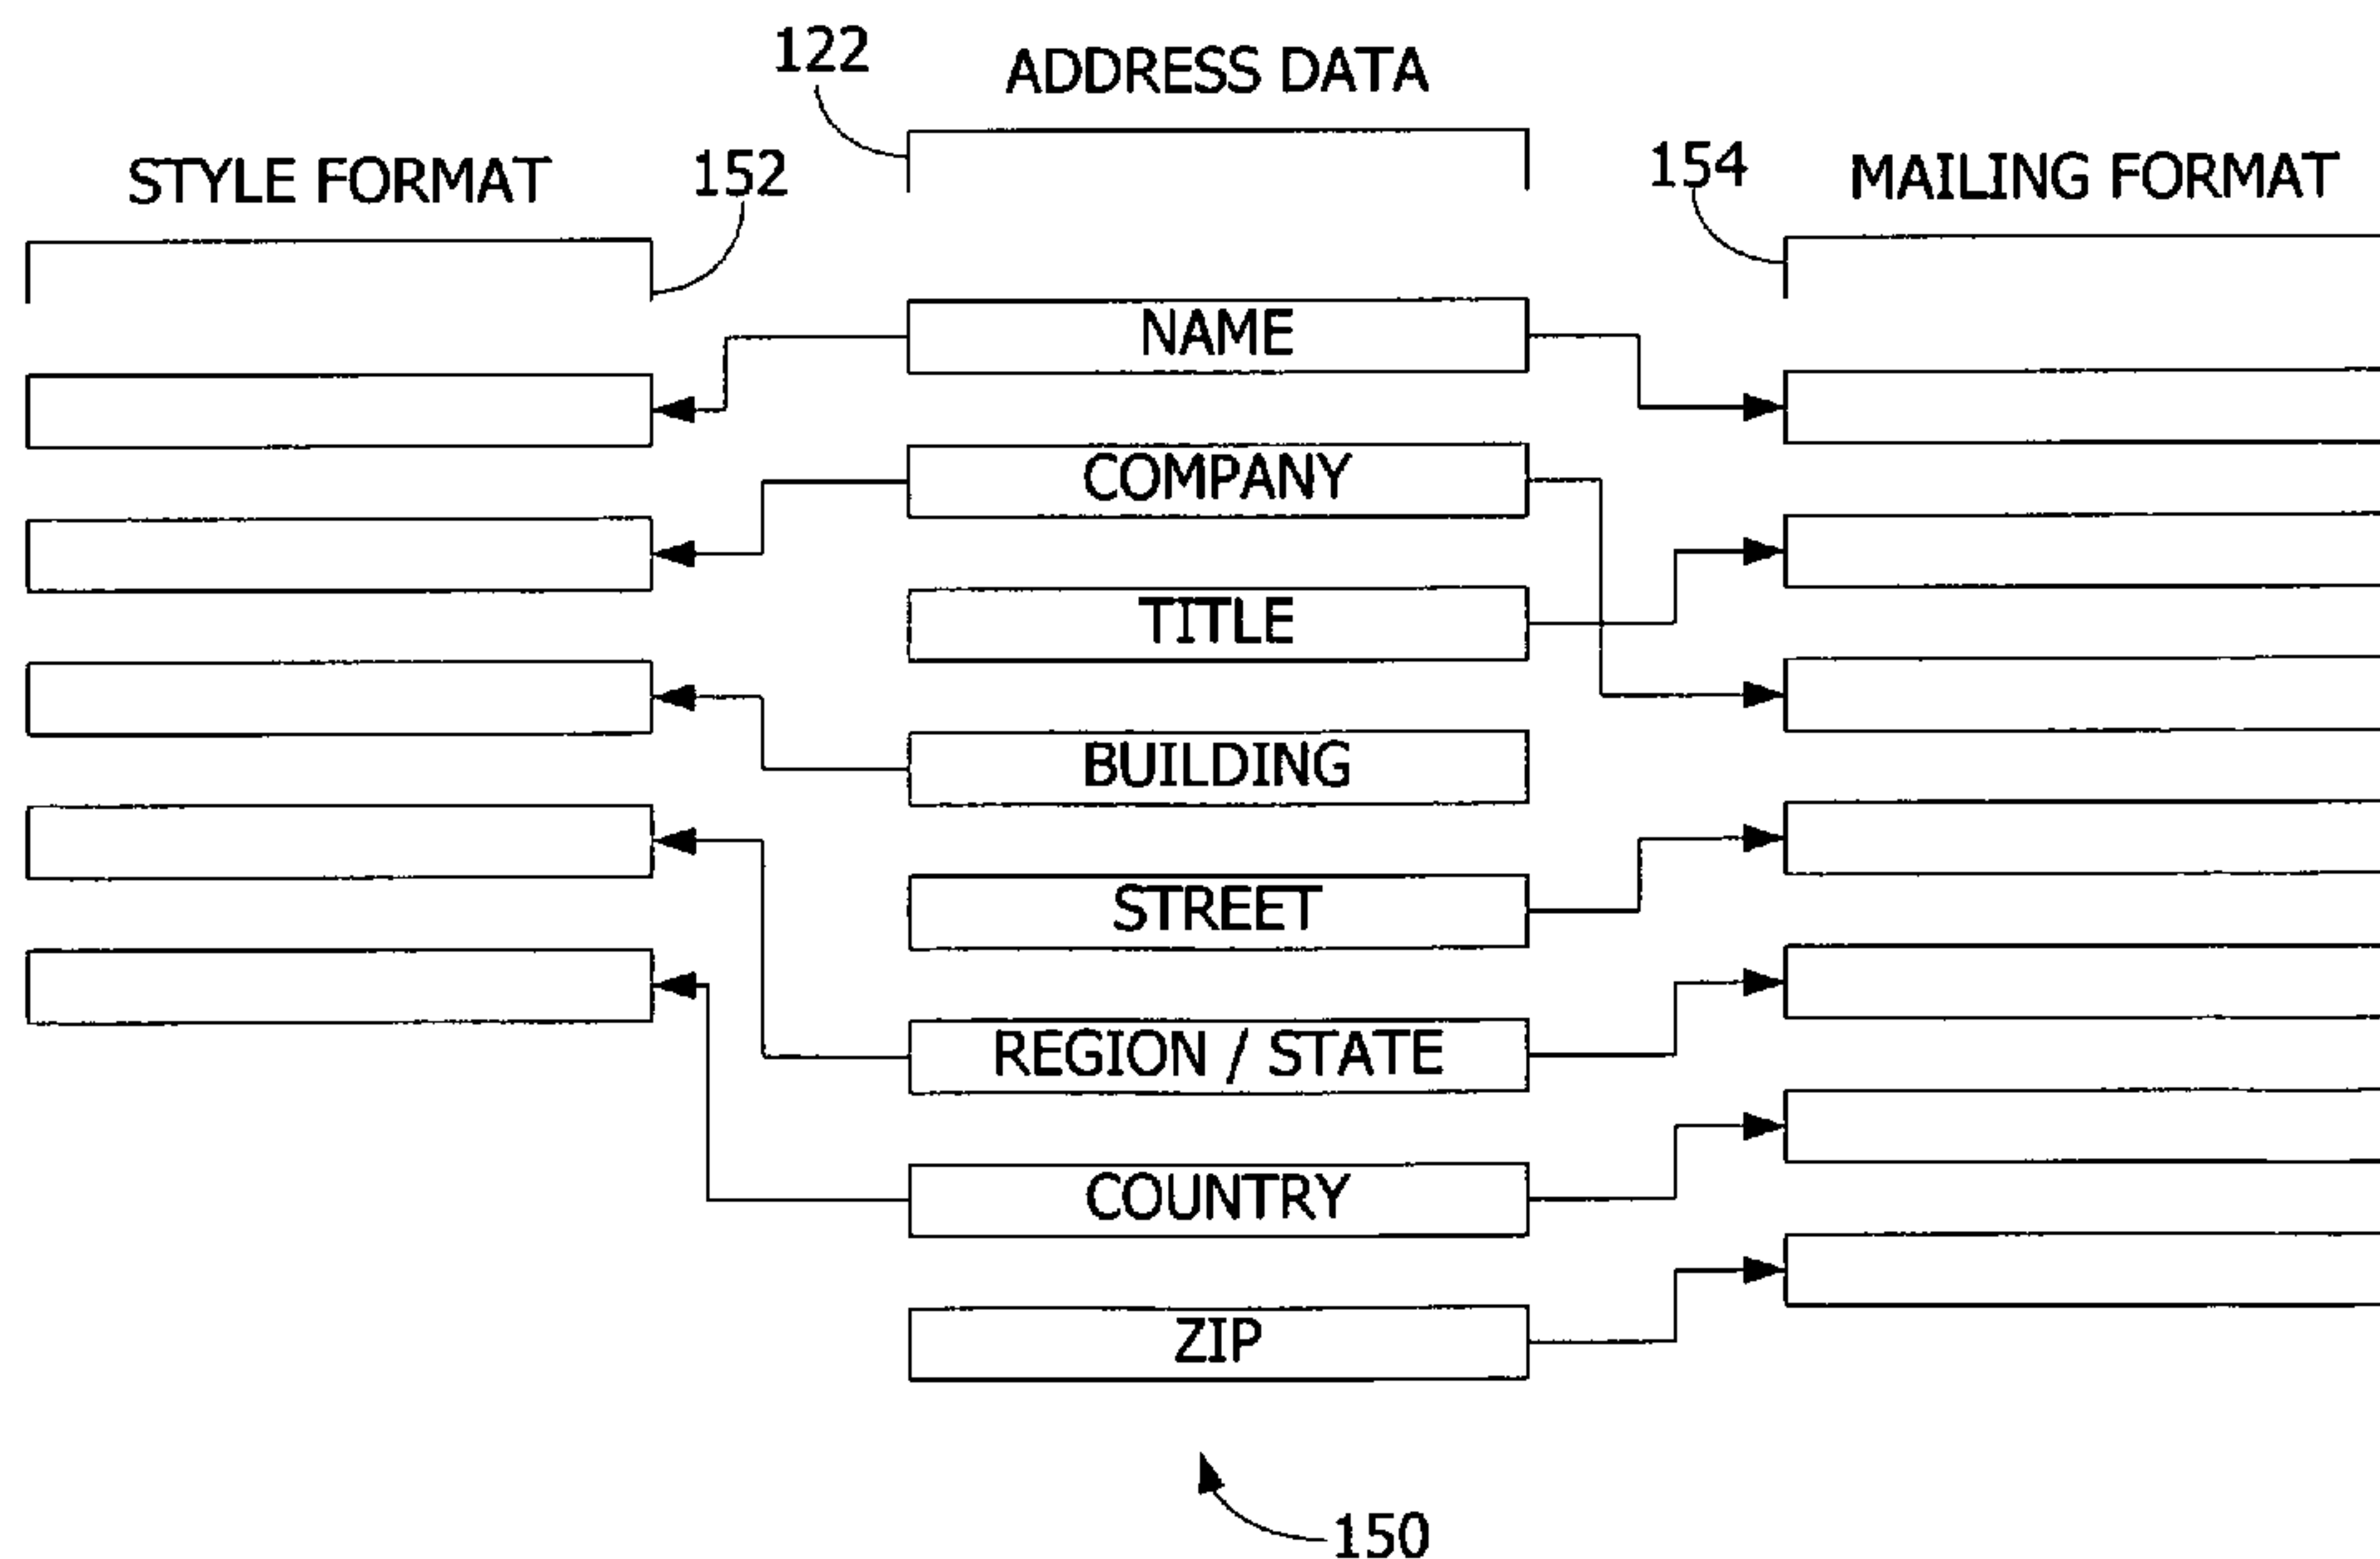 122
ADDRESS DATA
STYLE FORMAT
152
154
MAILING FORMAT
NAME
COMPANY
TITLE
BUILDING
STREET
REGION / STATE
COUNTRY
ZIP
150